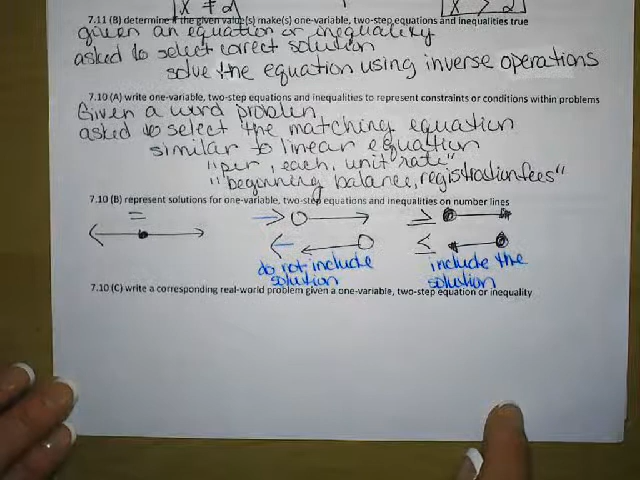 x ≠ 2
x > 2
7.11 (B) determine if the given value(s) make(s) one-variable, two-step equations and inequalities true
given an equation or inequality
asked to select correct solution
solve the equation using inverse operations
7.10 (A) write one-variable, two-step equations and inequalities to represent constraints or conditions within problems
Given a word problem
asked to select the matching equation
similar to linear equation
"per, each, unit rate"
"beginning balance, registration fees"
7.10 (B) represent solutions for one-variable, two-step equations and inequalities on number lines
= > ≥
< ≤
do not include
solution
include the
solution
7.10 (C) write a corresponding real-world problem given a one-variable, two-step equation or inequality